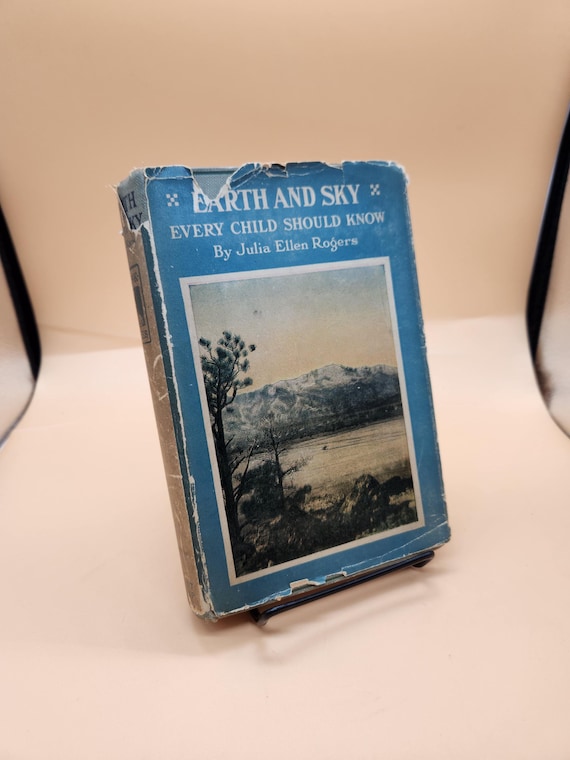 EARTH AND SKY
EVERY CHILD SHOULD KNOW
By Julia Ellen Rogers